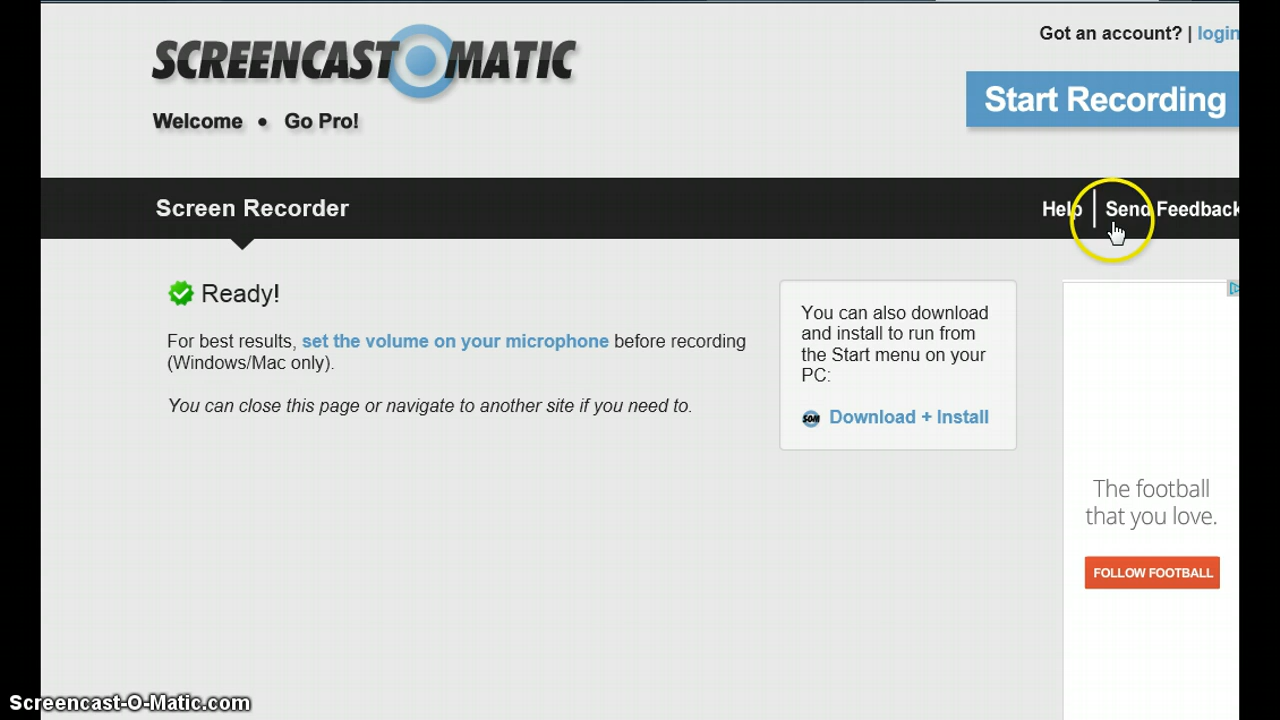 SCREENCAST O MATIC
Got an account? | login
Start Recording
Welcome • Go Pro!
Screen Recorder
Help | Send Feedback
Ready!
For best results, set the volume on your microphone before recording
(Windows/Mac only).
You can close this page or navigate to another site if you need to.
You can also download
and install to run from
the Start menu on your
PC:
SOM Download + Install
The football
that you love.
FOLLOW FOOTBALL
Screencast-O-Matic.com